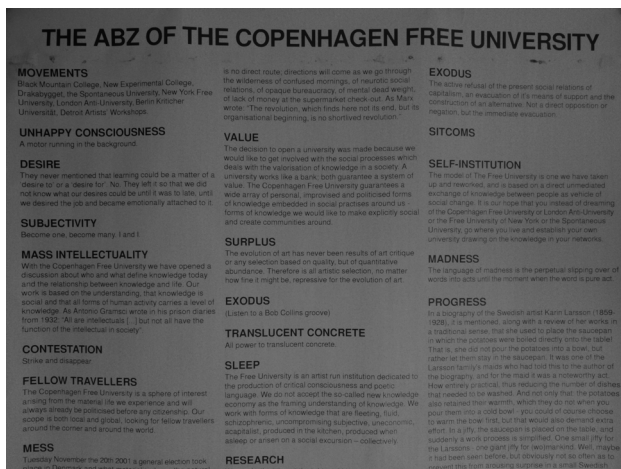 THE ABZ OF THE COPENHAGEN FREE UNIVERSITY
MOVEMENTS
Black Mountain College, New Experimental College,
Drakabygget, the Spontaneous University, New York Free
University, London Anti-University, Berlin Kritischer
Universität, Detroit Artists' Workshops.
UNHAPPY CONSCIOUSNESS
A motor running in the background.
DESIRE
They never mentioned that learning could be a matter of a
'desire to' or a 'desire for'. No. They left it so that we did
not know what our desires could be until it was to late, until
we desired the job and became emotionally attached to it.
SUBJECTIVITY
Become one, become many, I and I
MASS INTELLECTUALITY
With the Copenhagen Free University we have opened a
discussion about who and what define knowledge today
and the relationship between knowledge and life. Our
work is based on the understanding, that knowledge is
social and that all forms of human activity carries a level of
knowledge. As Antonio Gramsci wrote in his prison diaries
from 1932; "All are intellectuals [...] but not all have the
function of the intellectual in society".
CONTESTATION
Strike and disappear
FELLOW TRAVELLERS
The Copenhagen Free University is a sphere of interest
arising from the material life we experience and will
always already be politicised before any citizenship. Our
scope is both local and global, looking for fellow travellers
around the corner and around the world.
MESS
Tuesday November the 20th 2001 a general election took
is no direct route; directions will come as we go through
the wilderness of confused mornings, of neurotic social
relations, of opaque bureaucracy, of mental dead weight,
of lack of money at the supermarket check-out. As Marx
wrote: "The revolution, which finds here not its end, but its
organisational beginning, is no shortlived revolution."
VALUE
The decision to open a university was made because we
would like to get involved with the social processes which
deals with the valorisation of knowledge in a society. A
university works like a bank; both guarantee a system of
value. The Copenhagen Free University guarantees a
wide array of personal, improvised and politicised forms
of knowledge embedded in social practises around us -
forms of knowledge we would like to make explicitly social
and create communities around.
SURPLUS
The evolution of art has never been results of art critique
or any selection based on quality, but of quantitative
abundance. Therefore is all artistic selection, no matter
how fine it might be, repressive for the evolution of art.
EXODUS
(Listen to a Bob Collins groove)
TRANSLUCENT CONCRETE
All power to translucent concrete.
SLEEP
The Free University is an artist run institution dedicated to
the production of critical consciousness and poetic
language. We do not accept the so-called new knowledge
economy as the framing understanding of knowledge. We
work with forms of knowledge that are fleeting, fluid,
schizophrenic, uncompromising subjective, uneconomic,
acapitalist, produced in the kitchen, produced when
asleep or arisen on a social excursion - collectively.
RESEARCH
EXODUS
The active refusal of the present social relations of
capitalism, an evacuation of it's means of support and the
construction of an alternative. Not a direct opposition or
negation, but the immediate evaluation.
SITCOMS
SELF-INSTITUTION
The model of The Free University is one we have taken
up and reworked, and is based on a direct unmediated
exchange of knowledge between people as vehicle of
social change. It is our hope that you instead of dreaming
of the Copenhagen Free University or London Anti-University
or the Free University of New York or the Spontaneous
University, go where you live and establish your own
university drawing on the knowledge in your networks.
MADNESS
The language of madness is the perpetual slipping over of
words into acts until the moment when the word is pure act.
PROGRESS
In a biography of the Swedish artist Karin Larsson (1859-
1928), it is mentioned, along with a review of her works in
a traditional sense, that she used to place the saucepan
in which the potatoes were boiled directly onto the table!
That is, she did not pour the potatoes into a bowl, but
rather let them stay in the saucepan. It was one of the
Larsson family's maids who had told this to the author of
the biography, and for the maid it was a noteworthy act.
How entirely practical, thus reducing the number of dishes
that needed to be washed. And not only that: the potatoes
also retained their warmth, which they do not when you
pour them into a cold bowl - you could of course choose
to warm the bowl first, but that would also demand extra
effort. In a jiffy, the saucepan is placed on the table, and
suddenly a work process is simplified. One small jiffy for
the Larssons - one giant jiffy for (wo)mankind. Well, maybe
it had been seen before, but obviously not as often as to
prevent this from arousing surprise in a small Swedish